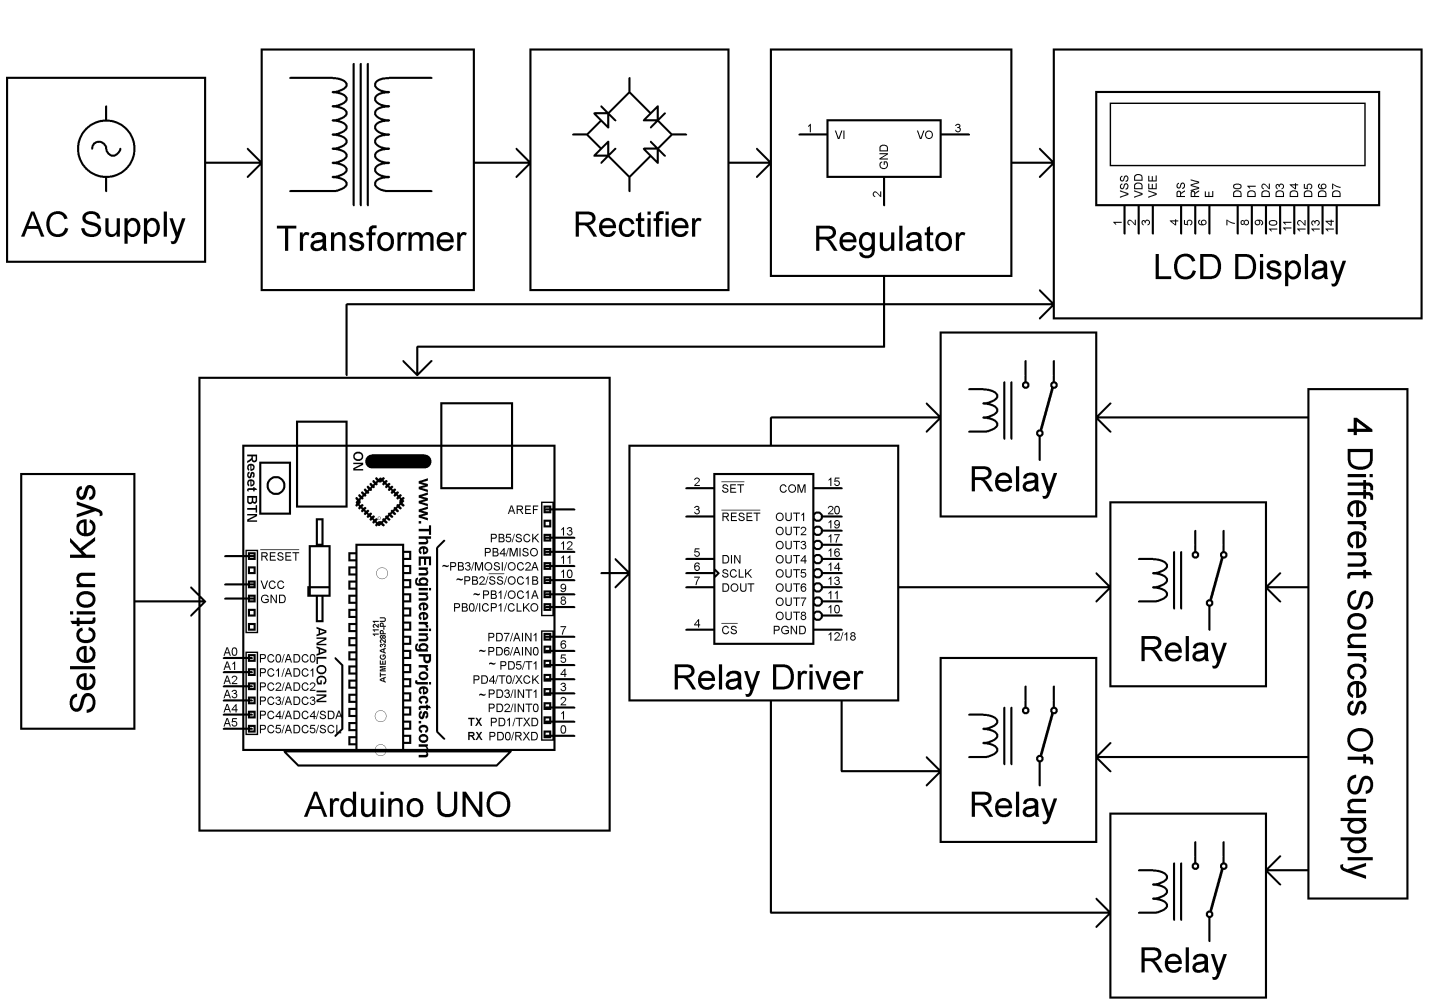 AC Supply
Transformer
Rectifier
1
VI
VO
3
GND
2
Regulator
VSS
VDD
VEE
RS
RW
E
D0
D1
D2
D3
D4
D5
D6
D7
1
2
3
4
5
6
7
8
9
10
11
12
13
14
LCD Display
Selection Keys
Reset BTN
ON
www.TheEngineeringProjects.com
RESET
VCC
GND
ANALOG IN
1121
ATMEGA328P-PU
A0 PC0/ADC0
A1 PC1/ADC1
A2 PC2/ADC2
A3 PC3/ADC3
A4 PC4/ADC4/SDA
A5 PC5/ADC5/SCL
AREF
PB5/SCK 13
PB4/MISO 12
~PB3/MOSI/OC2A 11
~PB2/SS/OC1B 10
~PB1/OC1A 9
PB0/ICP1/CLKO 8
PD7/AIN1 7
~PD6/AIN0 6
~PD5/T1 5
PD4/T0/XCK 4
~PD3/INT1 3
PD2/INT0 2
TX PD1/TXD 1
RX PD0/RXD 0
Arduino UNO
2 SET COM 15
3 RESET OUT1 20
OUT2 19
OUT3 17
5 DIN OUT4 16
6 SCLK OUT5 14
7 DOUT OUT6 13
OUT7 11
OUT8 10
4 CS PGND 12/18
Relay Driver
Relay
Relay
Relay
Relay
4 Different Sources Of Supply